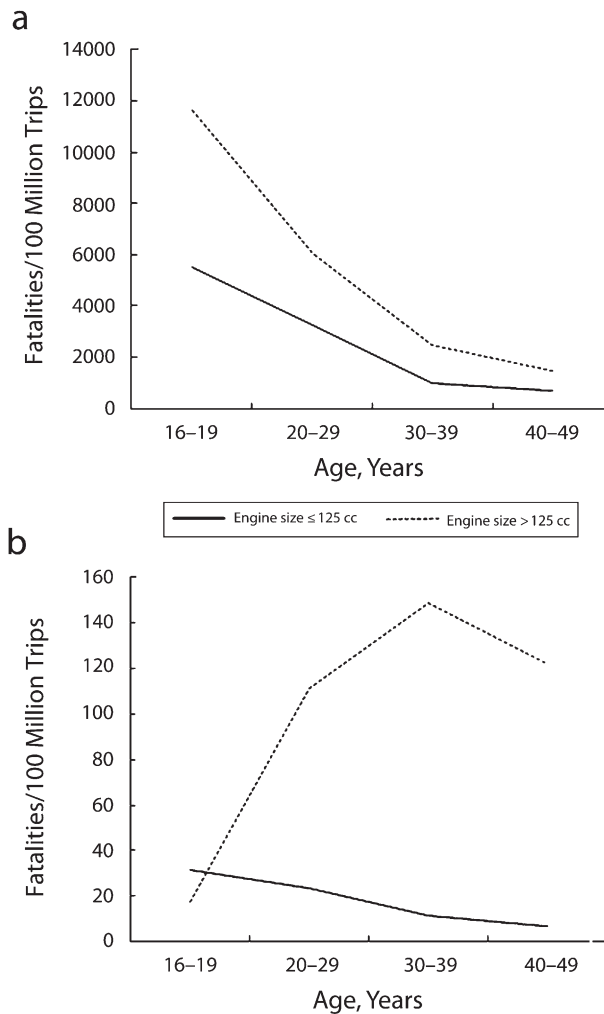 a
Fatalities/100 Million Trips
14000
12000
10000
8000
6000
4000
2000
0
16–19 20–29 30–39 40–49
Age, Years
Engine size ≤ 125 cc Engine size > 125 cc
b
Fatalities/100 Million Trips
160
140
120
100
80
60
40
20
0
16–19 20–29 30–39 40–49
Age, Years